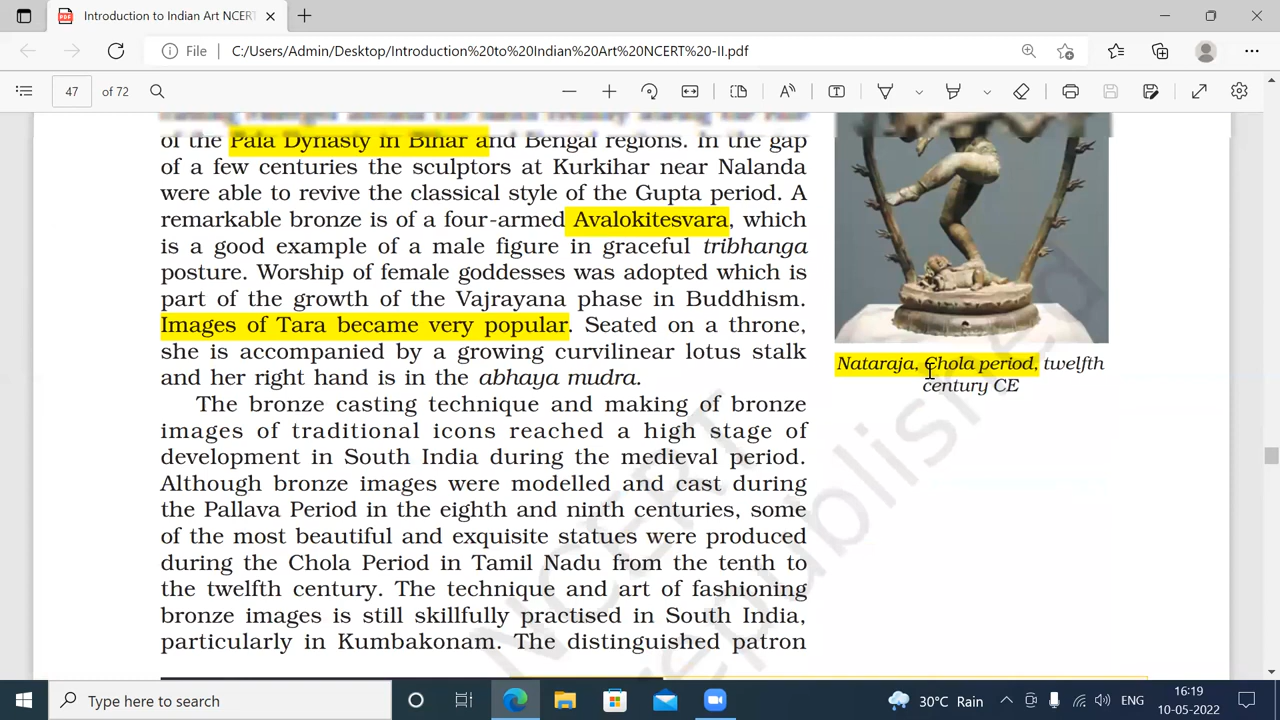 Introduction to Indian Art NCERT
File
C:/Users/Admin/Desktop/Introduction%20to%20Indian%20Art%20NCERT%20-II.pdf
47 of 72
of the Pala Dynasty in Bihar and Bengal regions. In the gap
of a few centuries the sculptors at Kurkihar near Nalanda
were able to revive the classical style of the Gupta period. A
remarkable bronze is of a four-armed Avalokitesvara, which
is a good example of a male figure in graceful tribhanga
posture. Worship of female goddesses was adopted which is
part of the growth of the Vajrayana phase in Buddhism.
Images of Tara became very popular. Seated on a throne,
she is accompanied by a growing curvilinear lotus stalk
and her right hand is in the abhaya mudra.
The bronze casting technique and making of bronze
images of traditional icons reached a high stage of
development in South India during the medieval period.
Although bronze images were modelled and cast during
the Pallava Period in the eighth and ninth centuries, some
of the most beautiful and exquisite statues were produced
during the Chola Period in Tamil Nadu from the tenth to
the twelfth century. The technique and art of fashioning
bronze images is still skillfully practised in South India,
particularly in Kumbakonam. The distinguished patron
Nataraja, Chola period, twelfth
century CE
NCERT
republished
Type here to search
30°C Rain
ENG
16:19
10-05-2022